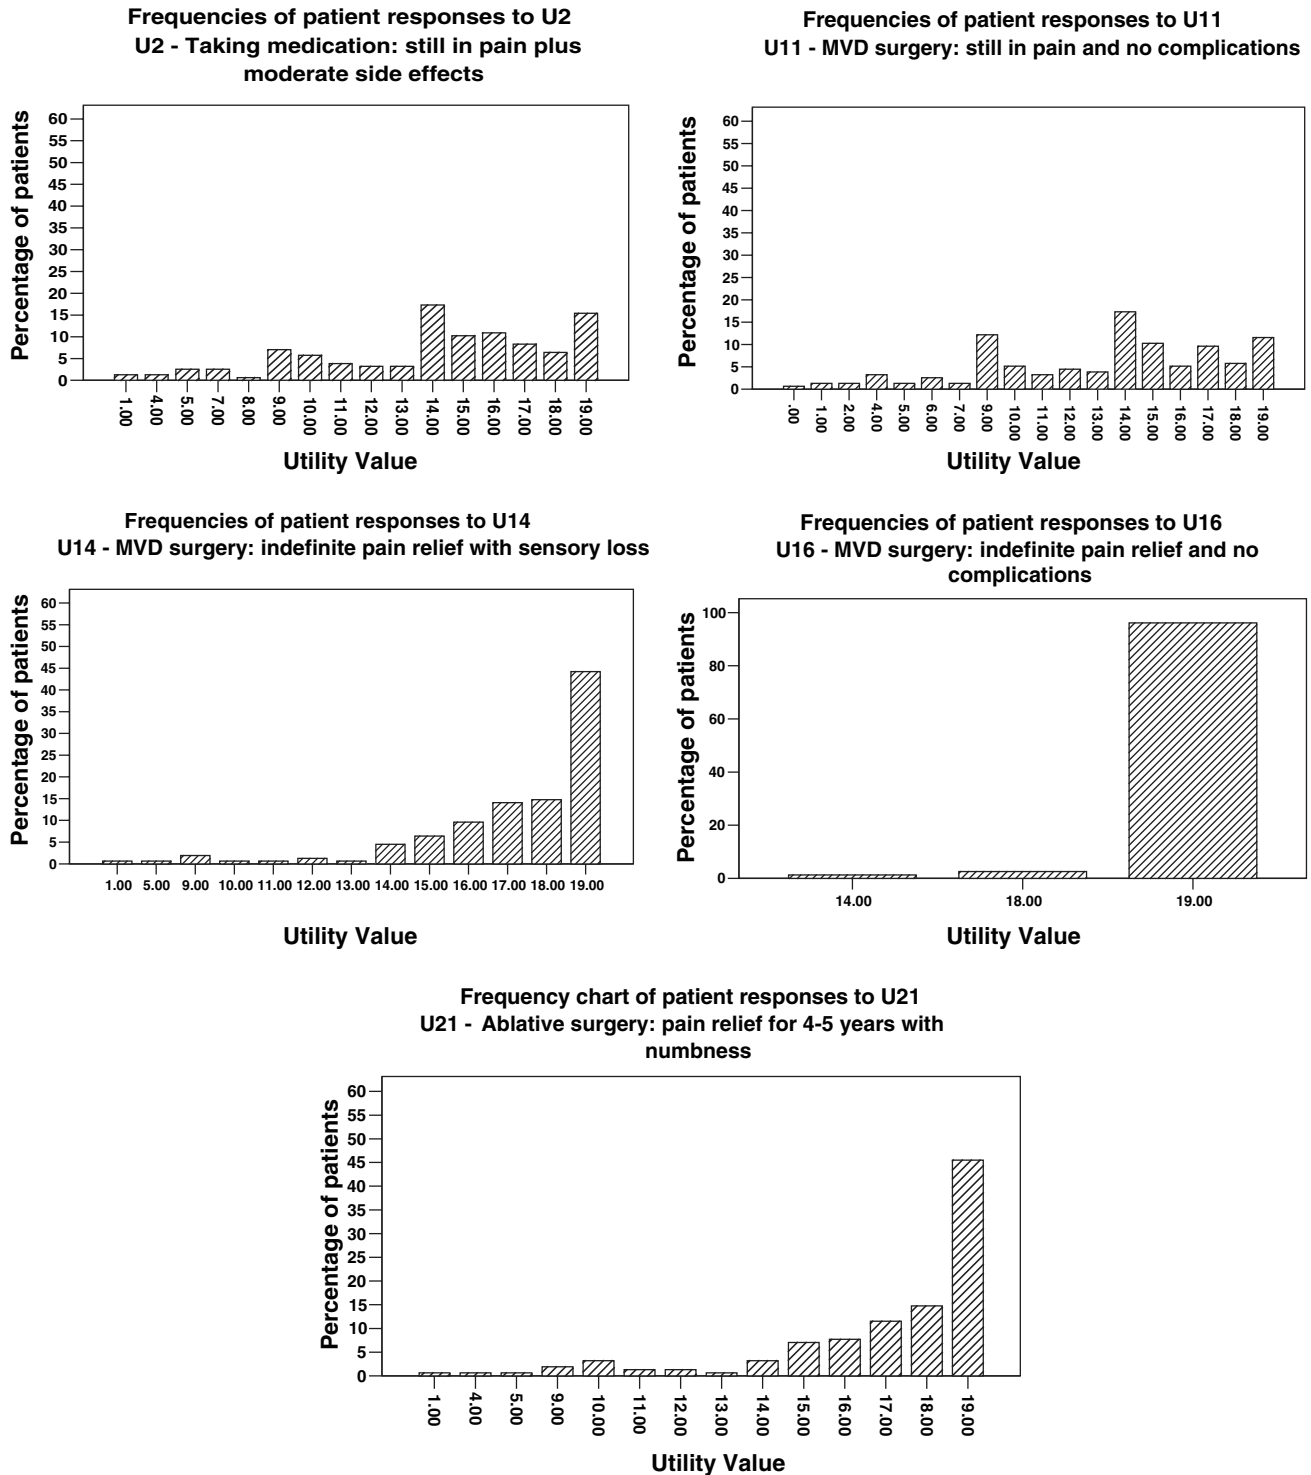 Frequencies of patient responses to U2
U2 - Taking medication: still in pain plus
moderate side effects
Percentage of patients
60
55
50
45
40
35
30
25
20
15
10
5
0
1.00 4.00 5.00 7.00 8.00 9.00 10.00 11.00 12.00 13.00 14.00 15.00 16.00 17.00 18.00 19.00
Utility Value
Frequencies of patient responses to U11
U11 - MVD surgery: still in pain and no complications
Percentage of patients
60
55
50
45
40
35
30
25
20
15
10
5
0
.00 1.00 2.00 4.00 5.00 6.00 7.00 9.00 10.00 11.00 12.00 13.00 14.00 15.00 16.00 17.00 18.00 19.00
Utility Value
Frequencies of patient responses to U14
U14 - MVD surgery: indefinite pain relief with sensory loss
Percentage of patients
60
55
50
45
40
35
30
25
20
15
10
5
0
1.00 5.00 9.00 10.00 11.00 12.00 13.00 14.00 15.00 16.00 17.00 18.00 19.00
Utility Value
Frequencies of patient responses to U16
U16 - MVD surgery: indefinite pain relief and no
complications
Percentage of patients
100
80
60
40
20
0
14.00 18.00 19.00
Utility Value
Frequency chart of patient responses to U21
U21 - Ablative surgery: pain relief for 4-5 years with
numbness
Percentage of patients
60
55
50
45
40
35
30
25
20
15
10
5
0
1.00 4.00 5.00 9.00 10.00 11.00 12.00 13.00 14.00 15.00 16.00 17.00 18.00 19.00
Utility Value